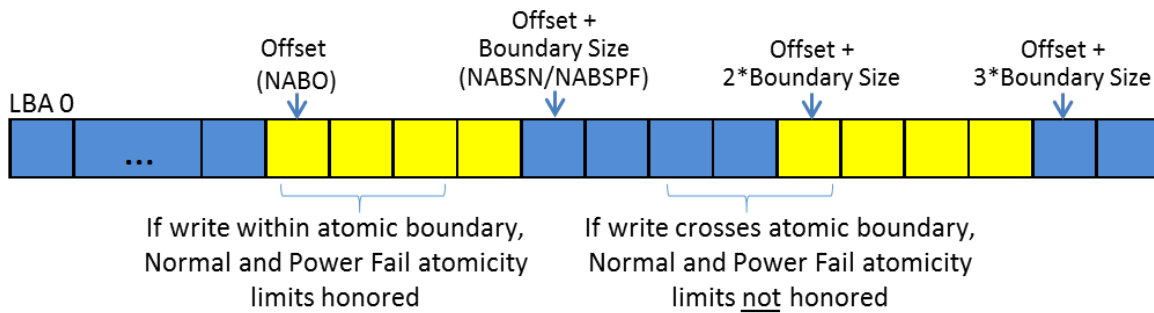 Offset
(NABO)
Offset +
Boundary Size
(NABSN/NABSPF)
Offset +
2*Boundary Size
Offset +
3*Boundary Size
LBA 0
...
If write within atomic boundary,
Normal and Power Fail atomicity
limits honored
If write crosses atomic boundary,
Normal and Power Fail atomicity
limits not honored